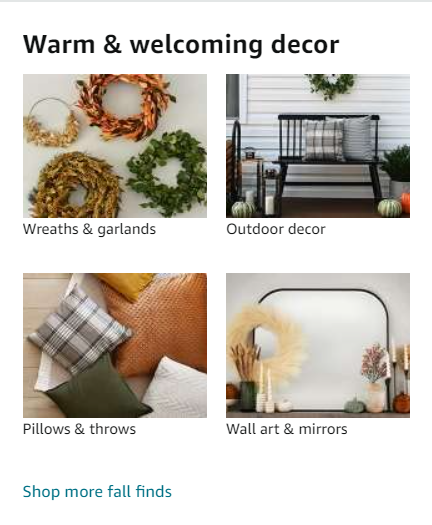 Warm & welcoming decor
Wreaths & garlands
Outdoor decor
Pillows & throws
Wall art & mirrors
Shop more fall finds